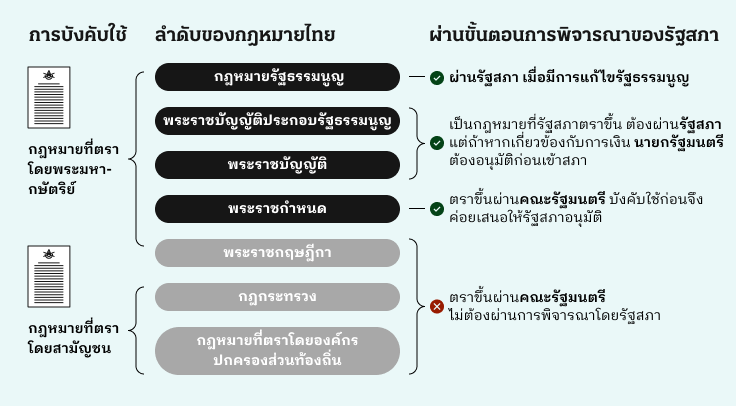 การบังคับใช้
ลำดับของกฎหมายไทย
ผ่านขั้นตอนการพิจารณาของรัฐสภา
กฎหมายที่ตรา
โดยพระมหา-
กษัตริย์
กฎหมายที่ตรา
โดยสามัญชน
กฎหมายรัฐธรรมนูญ
พระราชบัญญัติประกอบรัฐธรรมนูญ
พระราชบัญญัติ
พระราชกำหนด
พระราชกฤษฎีกา
กฎกระทรวง
กฎหมายที่ตราโดยองค์กร
ปกครองส่วนท้องถิ่น
ผ่านรัฐสภา เมื่อมีการแก้ไขรัฐธรรมนูญ
เป็นกฎหมายที่รัฐสภาตราขึ้น ต้องผ่านรัฐสภา
แต่ถ้าหากเกี่ยวข้องกับการเงิน นายกรัฐมนตรี
ต้องอนุมัติก่อนเข้าสภา
ตราขึ้นผ่านคณะรัฐมนตรี บังคับใช้ก่อนจึง
ค่อยเสนอให้รัฐสภาอนุมัติ
ตราขึ้นผ่านคณะรัฐมนตรี
ไม่ต้องผ่านการพิจารณาโดยรัฐสภา